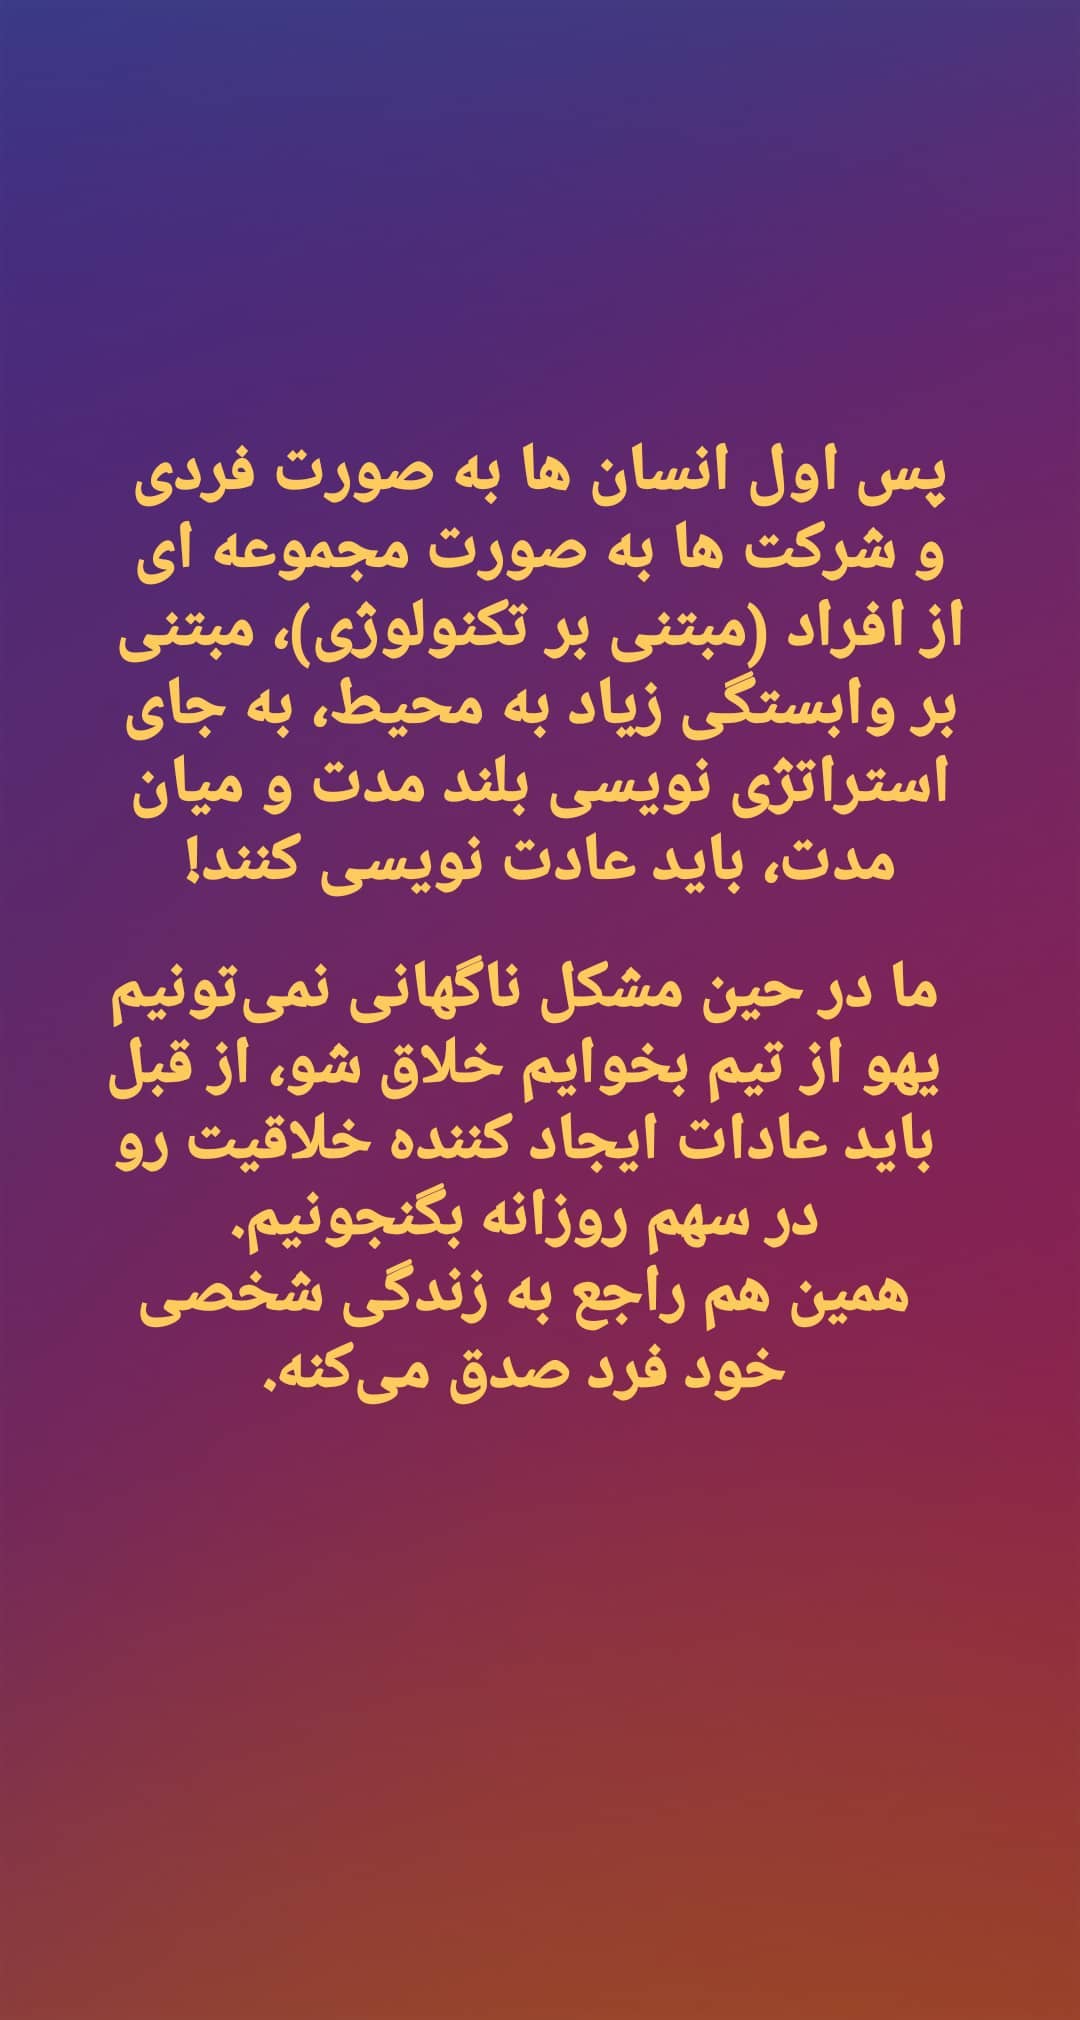 پس اول انسان ها به صورت فردی
و شرکت ها به صورت مجموعه ای
از افراد (مبتنی بر تکنولوژی)، مبتنی
بر وابستگی زیاد به محیط، به جای
استراتژی نویسی بلند مدت و میان
مدت، باید عادت نویسی کنند!
ما در حین مشکل ناگهانی نمی‌تونیم
یهو از تیم بخوایم خلاق شو، از قبل
باید عادات ایجاد کننده خلاقیت رو
در سهم روزانه بگنجونیم.
همین هم راجع به زندگی شخصی
خود فرد صدق می‌کنه.